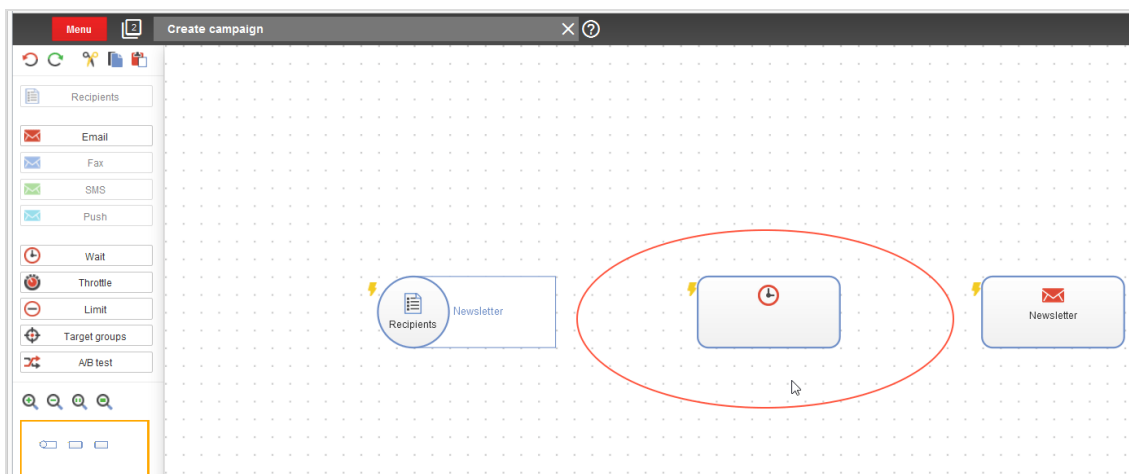 Menu
2
Create campaign
Recipients
Email
Fax
SMS
Push
Wait
Throttle
Limit
Target groups
A/B test
Recipients
Newsletter
Newsletter